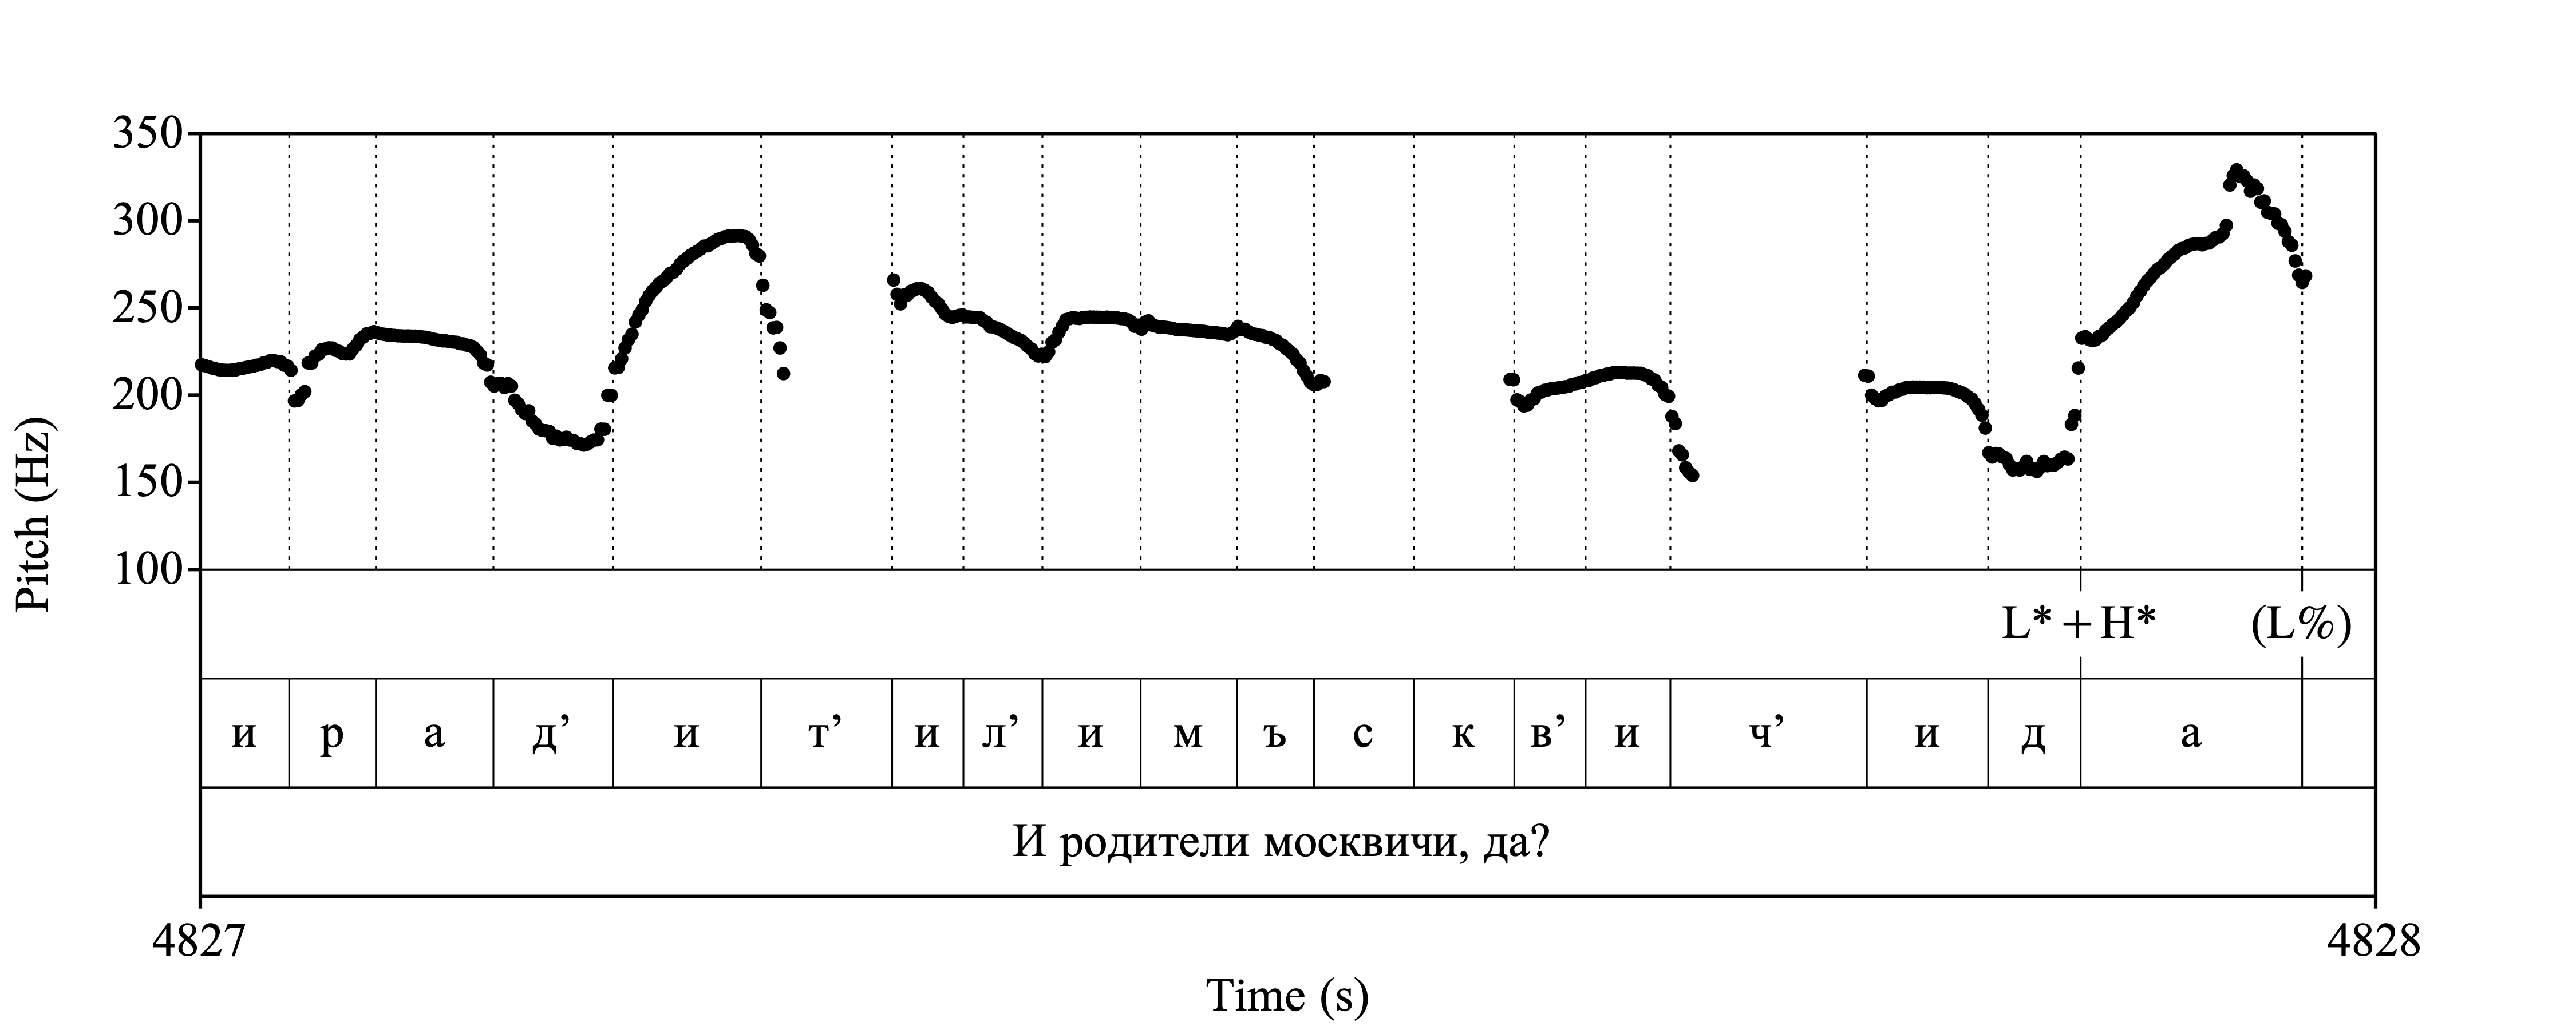 350
300
250
200
150
100
Pitch (Hz)
L* + H* (L%)
и р а д’ и т’ и л’ и м ъ с к в’ и ч’ и д а
И родители москвичи, да?
4827 4828
Time (s)